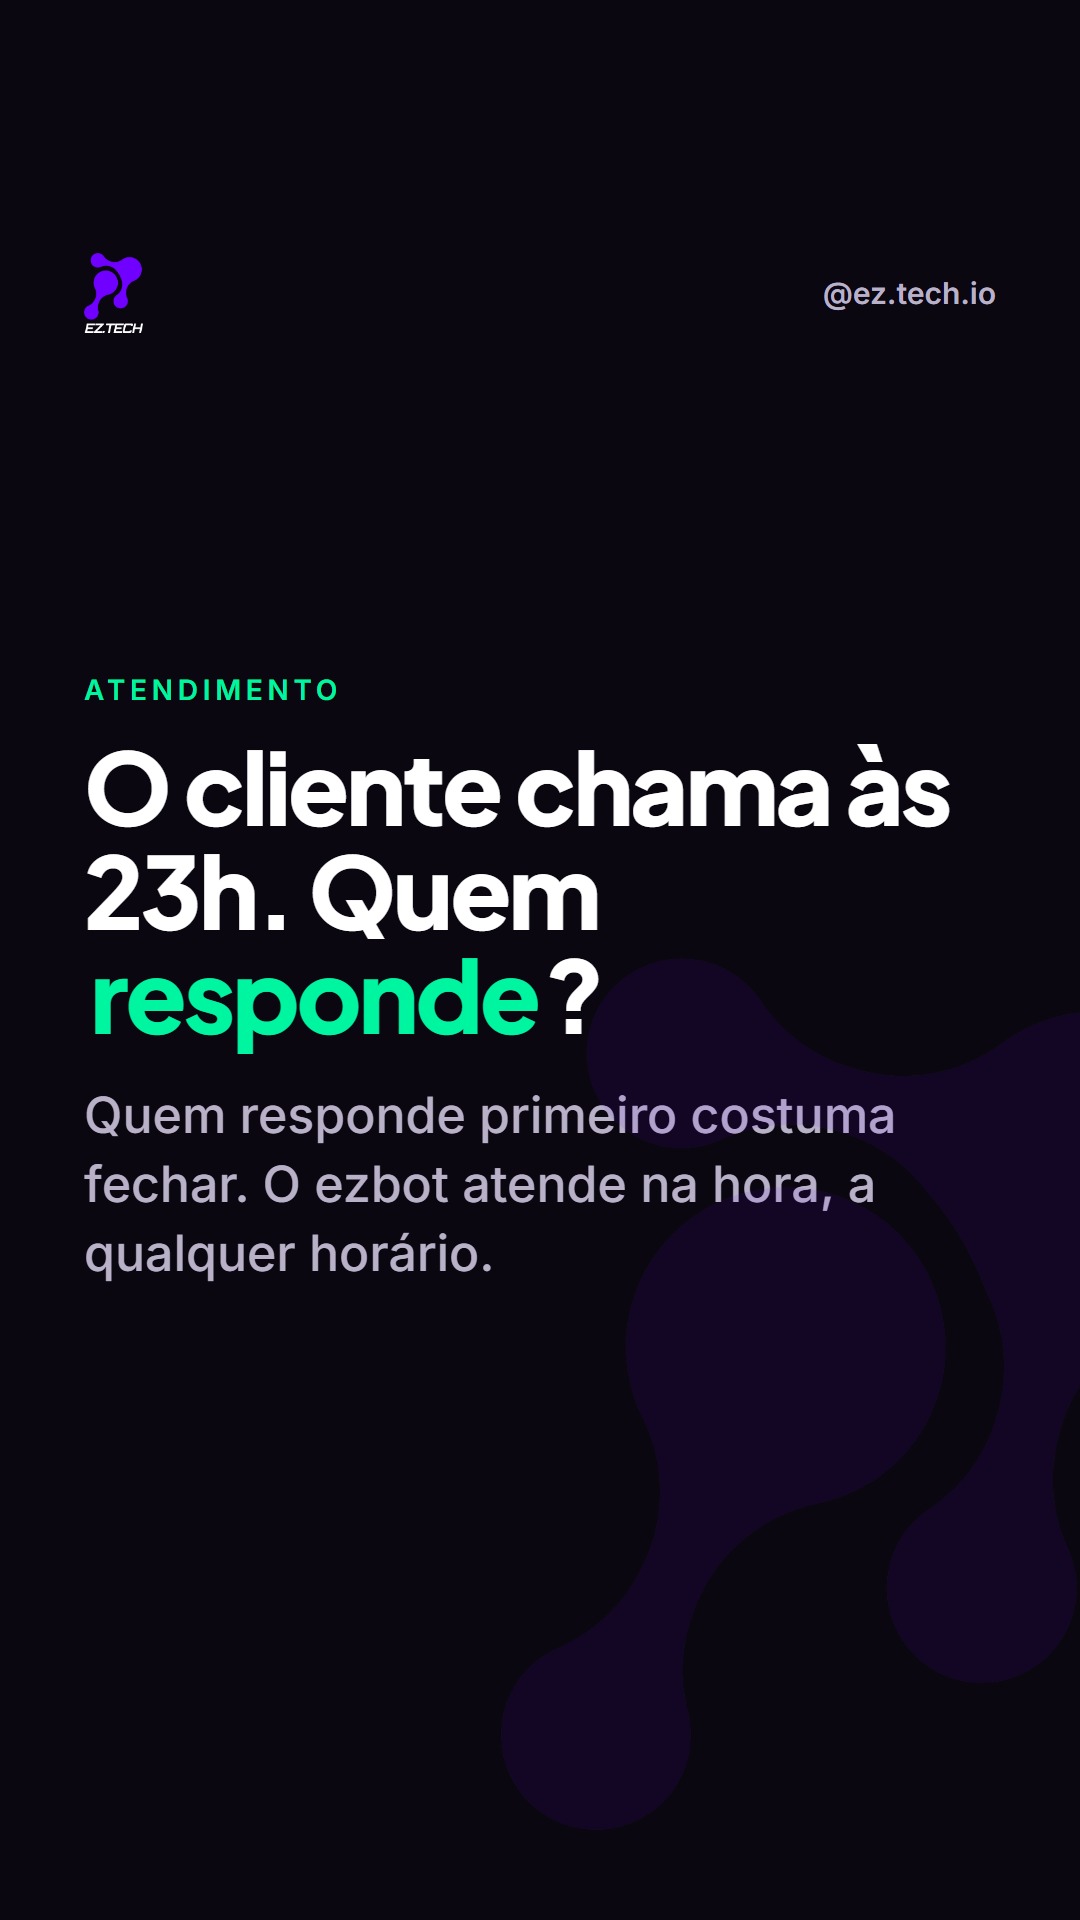 EZ.TECH
@ez.tech.io
ATENDIMENTO
O cliente chama às
23h. Quem
responde?
Quem responde primeiro costuma
fechar. O ezbot atende na hora, a
qualquer horário.